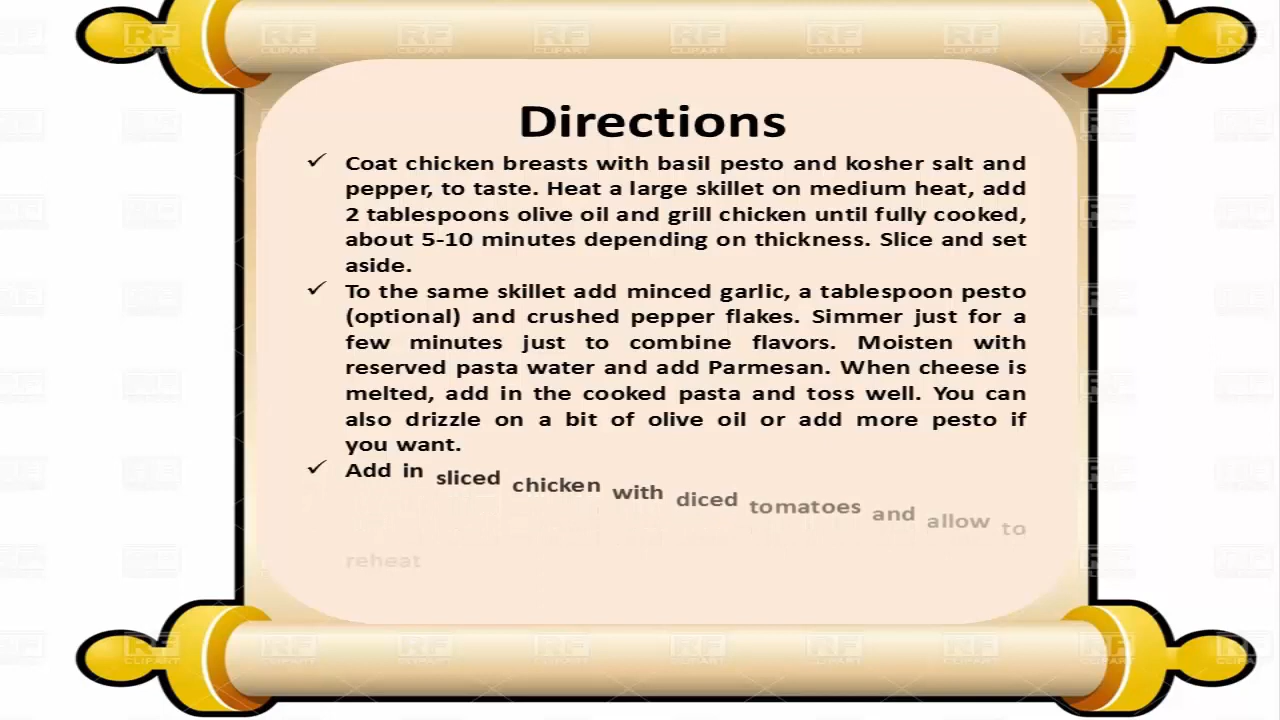 Directions
✓ Coat chicken breasts with basil pesto and kosher salt and
pepper, to taste. Heat a large skillet on medium heat, add
2 tablespoons olive oil and grill chicken until fully cooked,
about 5-10 minutes depending on thickness. Slice and set
aside.
✓ To the same skillet add minced garlic, a tablespoon pesto
(optional) and crushed pepper flakes. Simmer just for a
few minutes just to combine flavors. Moisten with
reserved pasta water and add Parmesan. When cheese is
melted, add in the cooked pasta and toss well. You can
also drizzle on a bit of olive oil or add more pesto if
you want.
✓ Add in sliced chicken with diced tomatoes and allow to
reheat